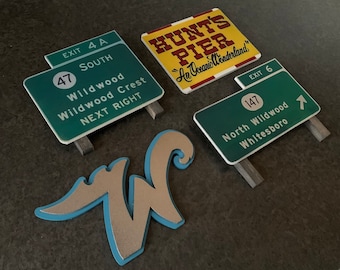 EXIT 4A
47 SOUTH
Wildwood
Wildwood Crest
NEXT RIGHT
HUNT'S
PIER
"An Ocean Wonderland"
EXIT 6
147
North Wildwood
Whitesboro
W